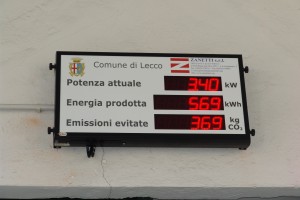 Comune di Lecco
ZANETTI s.r.l.
Potenza attuale 340 kW
Energia prodotta 569 kWh
Emissioni evitate 369 kg CO₂